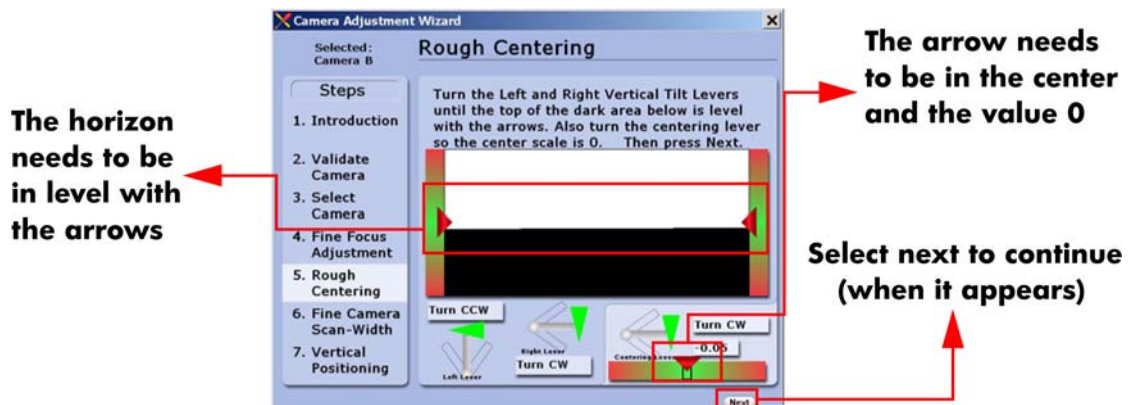 Camera Adjustment Wizard
Selected:
Camera B
Rough Centering
Steps
1. Introduction
2. Validate
Camera
3. Select
Camera
4. Fine Focus
Adjustment
5. Rough
Centering
6. Fine Camera
Scan-Width
7. Vertical
Positioning
Turn the Left and Right Vertical Tilt Levers
until the top of the dark area below is level
with the arrows. Also turn the centering lever
so the center scale is 0. Then press Next.
Turn CCW
Left Lever
Right Lever
Turn CW
Centering Lever
Turn CW
-0.05
Next
The horizon
needs to be
in level with
the arrows
The arrow needs
to be in the center
and the value 0
Select next to continue
(when it appears)